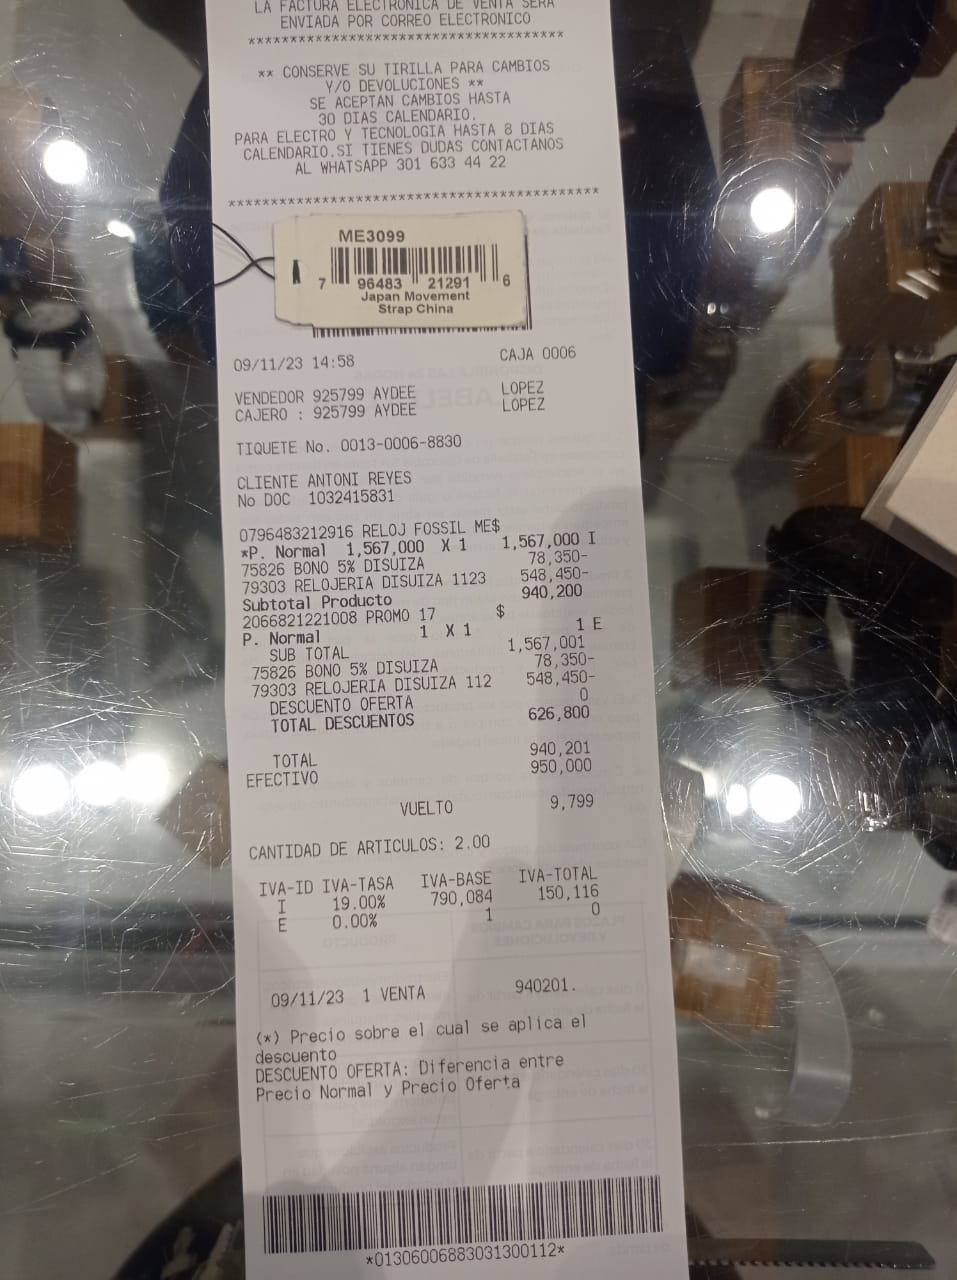 LA FACTURA ELECTRONICA DE VENTA SERA
ENVIADA POR CORREO ELECTRONICO
**************************************
** CONSERVE SU TIRILLA PARA CAMBIOS
Y/O DEVOLUCIONES **
SE ACEPTAN CAMBIOS HASTA
30 DIAS CALENDARIO.
PARA ELECTRO Y TECNOLOGIA HASTA 8 DIAS
CALENDARIO.SI TIENES DUDAS CONTACTANOS
AL WHATSAPP 301 633 44 22
*********************************************
ME3099
7 96483 21291 6
Japan Movement
Strap China
09/11/23 14:58 CAJA 0006
VENDEDOR 925799 AYDEE LOPEZ
CAJERO : 925799 AYDEE LOPEZ
TIQUETE No. 0013-0006-8830
CLIENTE ANTONI REYES
No DOC 1032415831
0796483212916 RELOJ FOSSIL ME$
*P. Normal 1,567,000 X 1 1,567,000 I
75826 BONO 5% DISUIZA 78,350-
79303 RELOJERIA DISUIZA 1123 548,450-
Subtotal Producto 940,200
2066821221008 PROMO 17 $
P. Normal 1 X 1 1 E
SUB TOTAL 1,567,001
75826 BONO 5% DISUIZA 78,350-
79303 RELOJERIA DISUIZA 112 548,450-
DESCUENTO OFERTA 0
TOTAL DESCUENTOS 626,800
TOTAL 940,201
EFECTIVO 950,000
VUELTO 9,799
CANTIDAD DE ARTICULOS: 2.00
IVA-ID IVA-TASA IVA-BASE IVA-TOTAL
I 19.00% 790,084 150,116
E 0.00% 1 0
09/11/23 1 VENTA 940201.
(*) Precio sobre el cual se aplica el
descuento
DESCUENTO OFERTA: Diferencia entre
Precio Normal y Precio Oferta
*01306006883031300112*